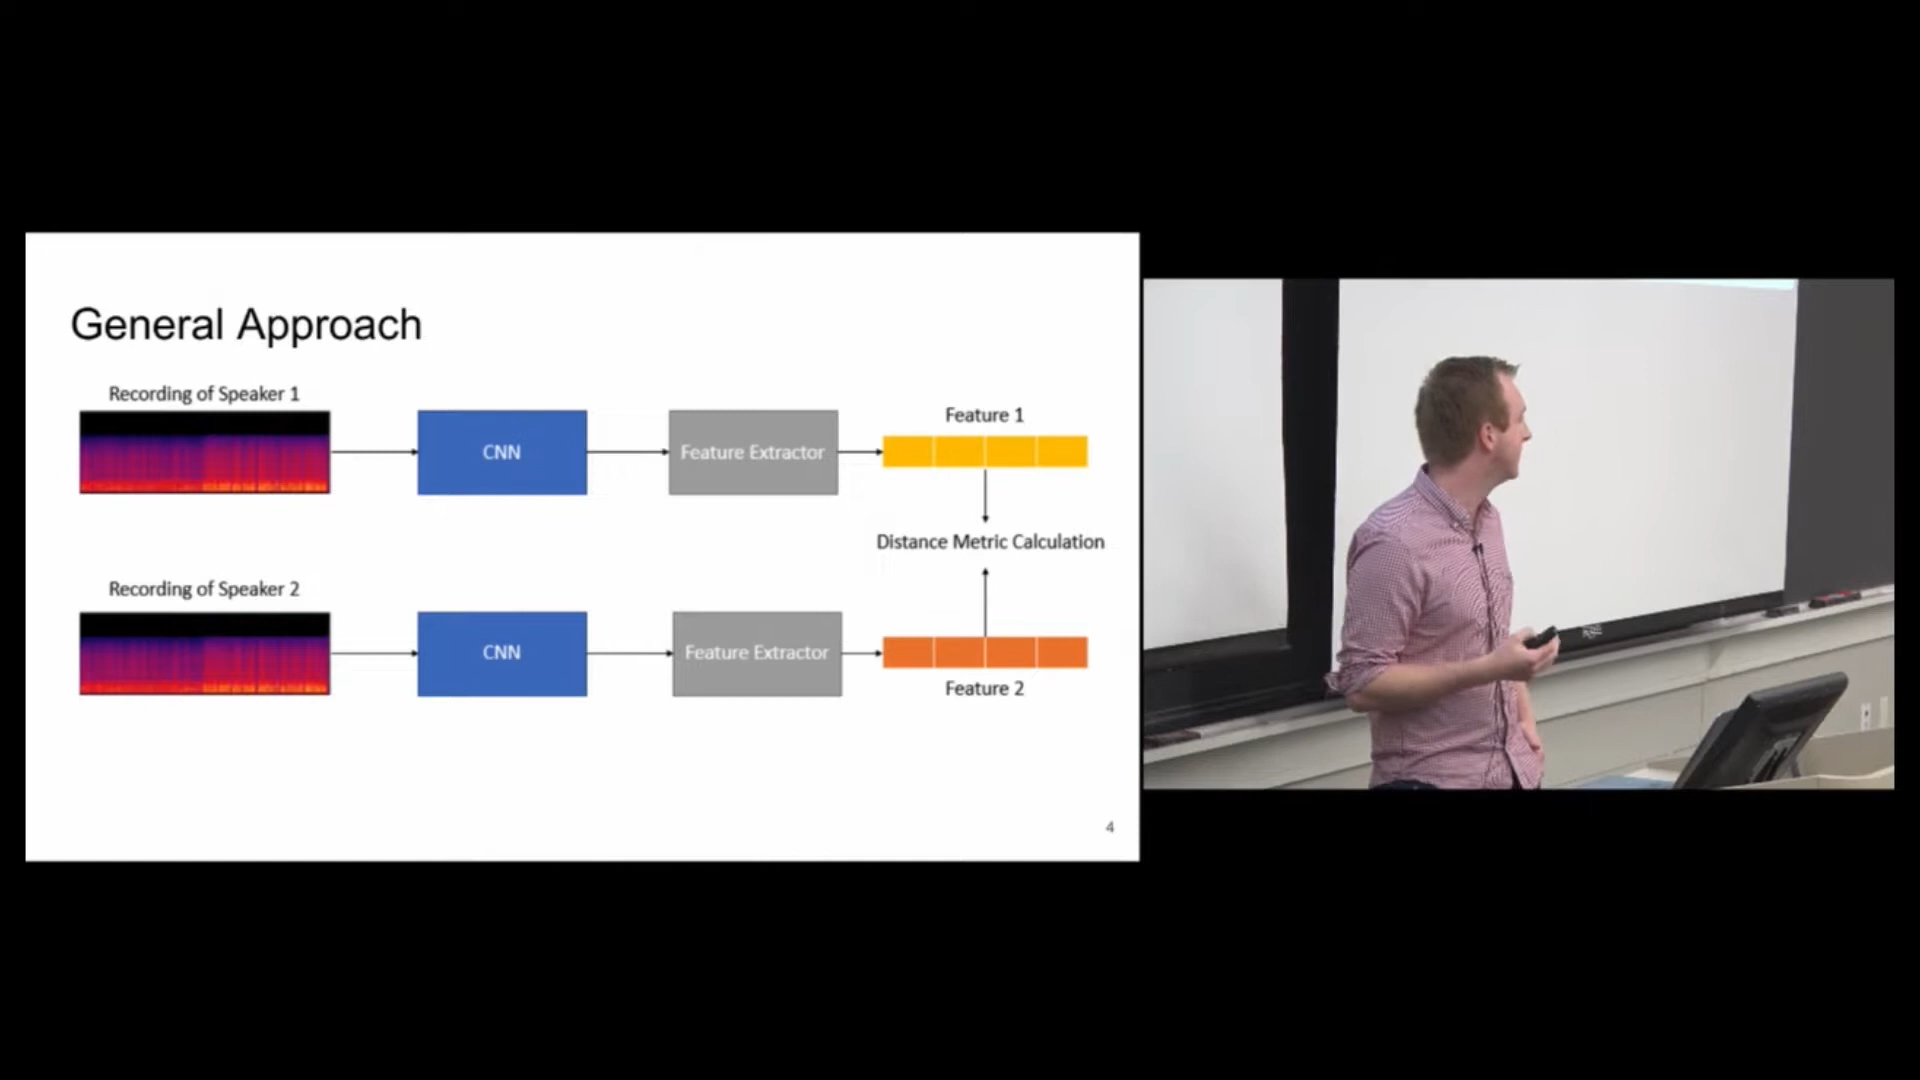 General Approach
Recording of Speaker 1
CNN
Feature Extractor
Feature 1
Distance Metric Calculation
Recording of Speaker 2
CNN
Feature Extractor
Feature 2
4